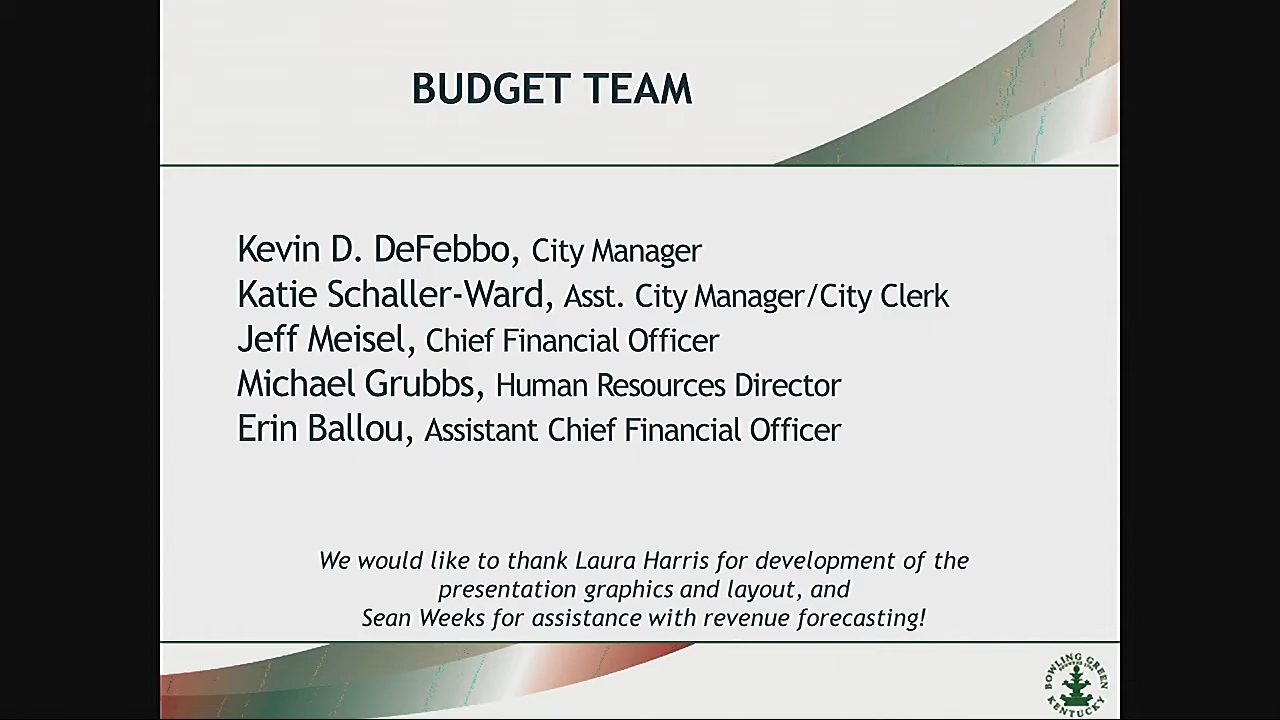 BUDGET TEAM
Kevin D. DeFebbo, City Manager
Katie Schaller-Ward, Asst. City Manager/City Clerk
Jeff Meisel, Chief Financial Officer
Michael Grubbs, Human Resources Director
Erin Ballou, Assistant Chief Financial Officer
We would like to thank Laura Harris for development of the
presentation graphics and layout, and
Sean Weeks for assistance with revenue forecasting!
BOWLING GREEN
KENTUCKY